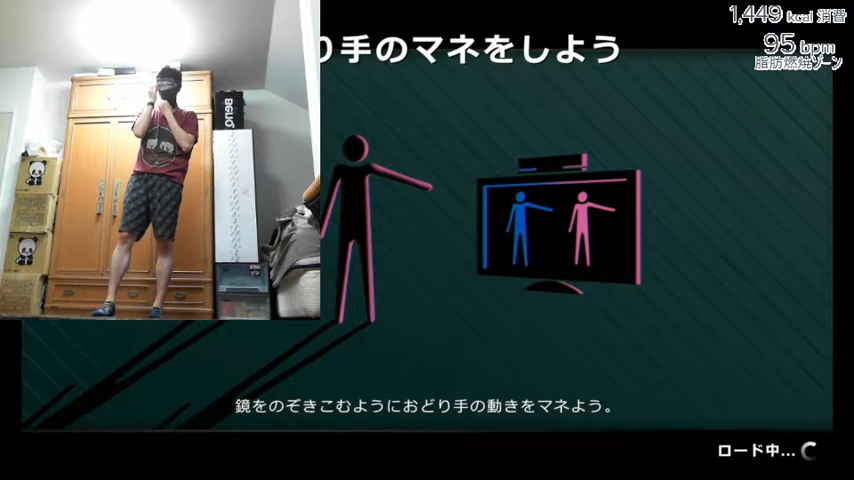 1,449 kcal 消費
95 bpm
脂肪燃焼ゾーン
り手のマネをしよう
BenQ
鏡をのぞきこむようにおどり手の動きをマネよう。
ロード中...